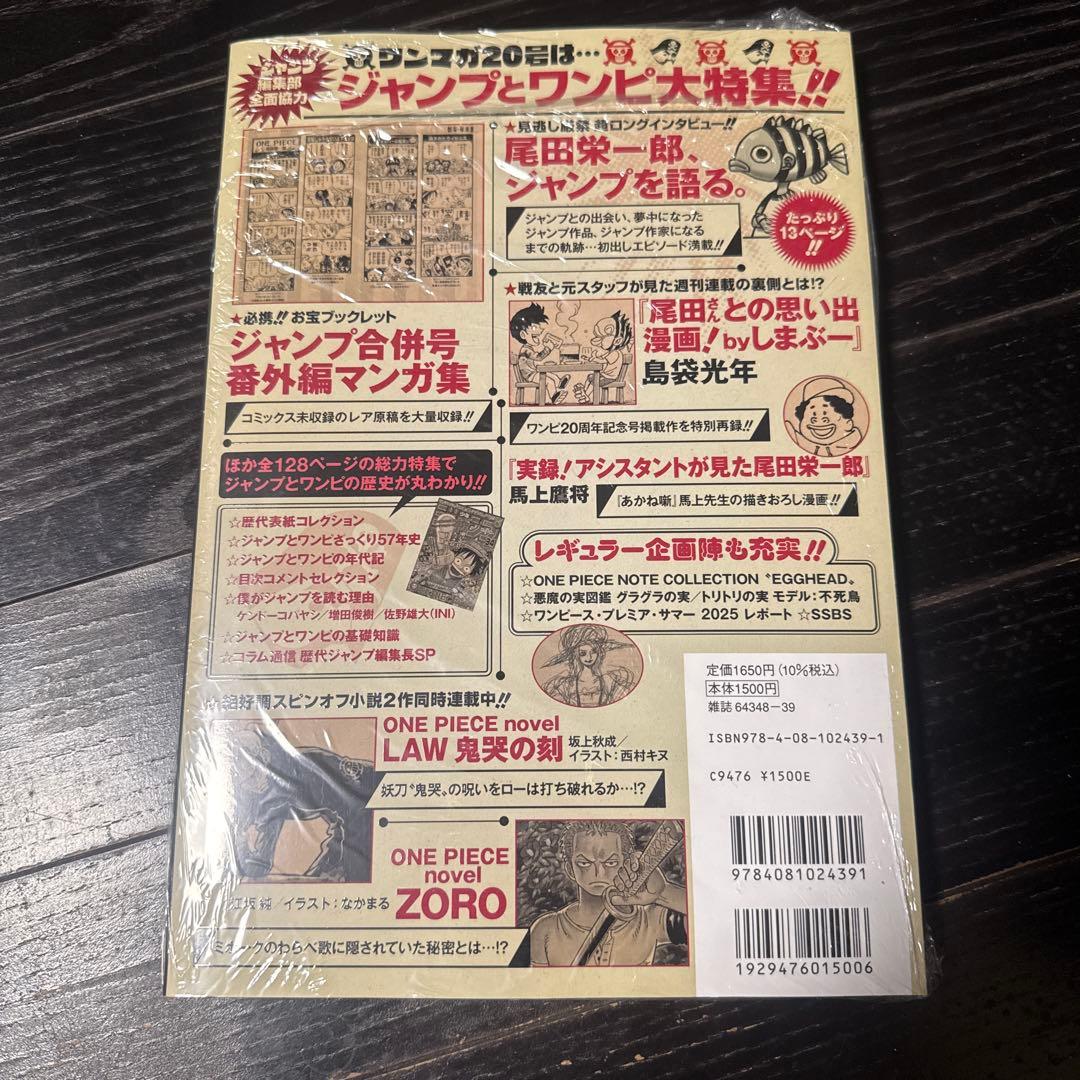 ジャンプ
編集部
全面協力
ワンマガ20号は…
ジャンプとワンピ大特集!!
★見逃し厳禁 ロングインタビュー!!
尾田栄一郎、
ジャンプを語る。
ジャンプとの出会い、夢中になった
ジャンプ作品、ジャンプ作家になる
までの軌跡…初出しエピソード満載!!
たっぷり
13ページ
!!
ONE PIECE
★必携!! お宝ブックレット
ジャンプ合併号
番外編マンガ集
コミックス未収録のレア原稿を大量収録!!
★戦友と元スタッフが見た週刊連載の裏側とは!?
『尾田さんとの思い出
漫画!byしまぶー』
島袋光年
ワンピ20周年記念号掲載作を特別再録!!
『実録!アシスタントが見た尾田栄一郎』
馬上鷹将
『あかね噺』馬上先生の描きおろし漫画!!
ほか全128ページの総力特集で
ジャンプとワンピの歴史が丸わかり!!
☆歴代表紙コレクション
☆ジャンプとワンピざっくり57年史
☆ジャンプとワンピの年代記
☆目次コメントセレクション
☆僕がジャンプを読む理由
ケンドーコバヤシ/増田俊樹/佐野雄大(INI)
☆ジャンプとワンピの基礎知識
☆コラム通信 歴代ジャンプ編集長SP
レギュラー企画陣も充実!!
☆ONE PIECE NOTE COLLECTION 〝EGGHEAD〟
☆悪魔の実図鑑 グラグラの実/トリトリの実 モデル:不死鳥
☆ワンピース・プレミア・サマー 2025 レポート ☆SSBS
★絶好調スピンオフ小説2作同時連載中!!
ONE PIECE novel
LAW 鬼哭の刻
坂上秋成/
イラスト:西村キヌ
妖刀〝鬼哭〟の呪いをローは打ち破れるか…!?
ONE PIECE
novel
ZORO
江坂 純/イラスト:なかまる
ミホークのわらべ歌に隠されていた秘密とは…!?
定価1650円(10%税込)
本体1500円
雑誌 64348-39
ISBN978-4-08-102439-1
C9476 ¥1500E
9784081024391
1929476015006